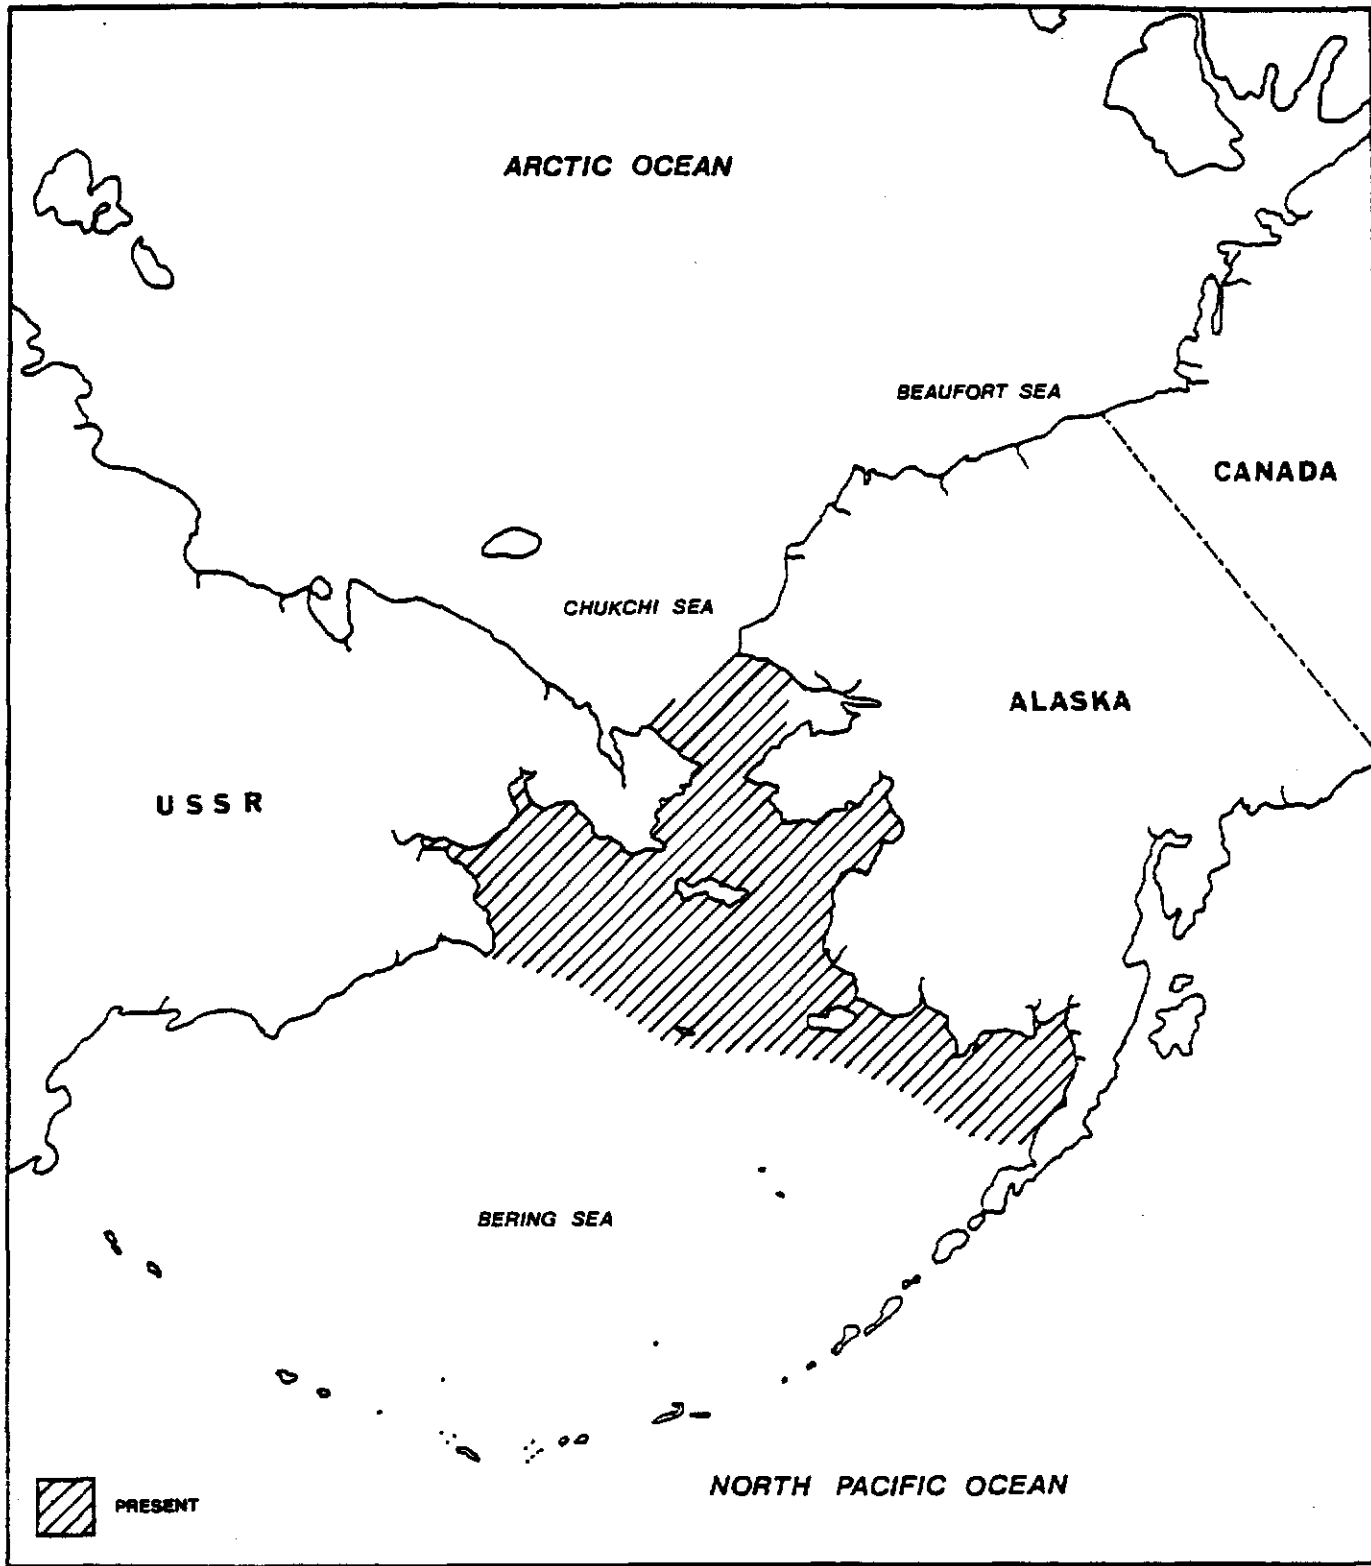 ARCTIC OCEAN
BEAUFORT SEA
CANADA
CHUKCHI SEA
ALASKA
USSR
BERING SEA
NORTH PACIFIC OCEAN
PRESENT